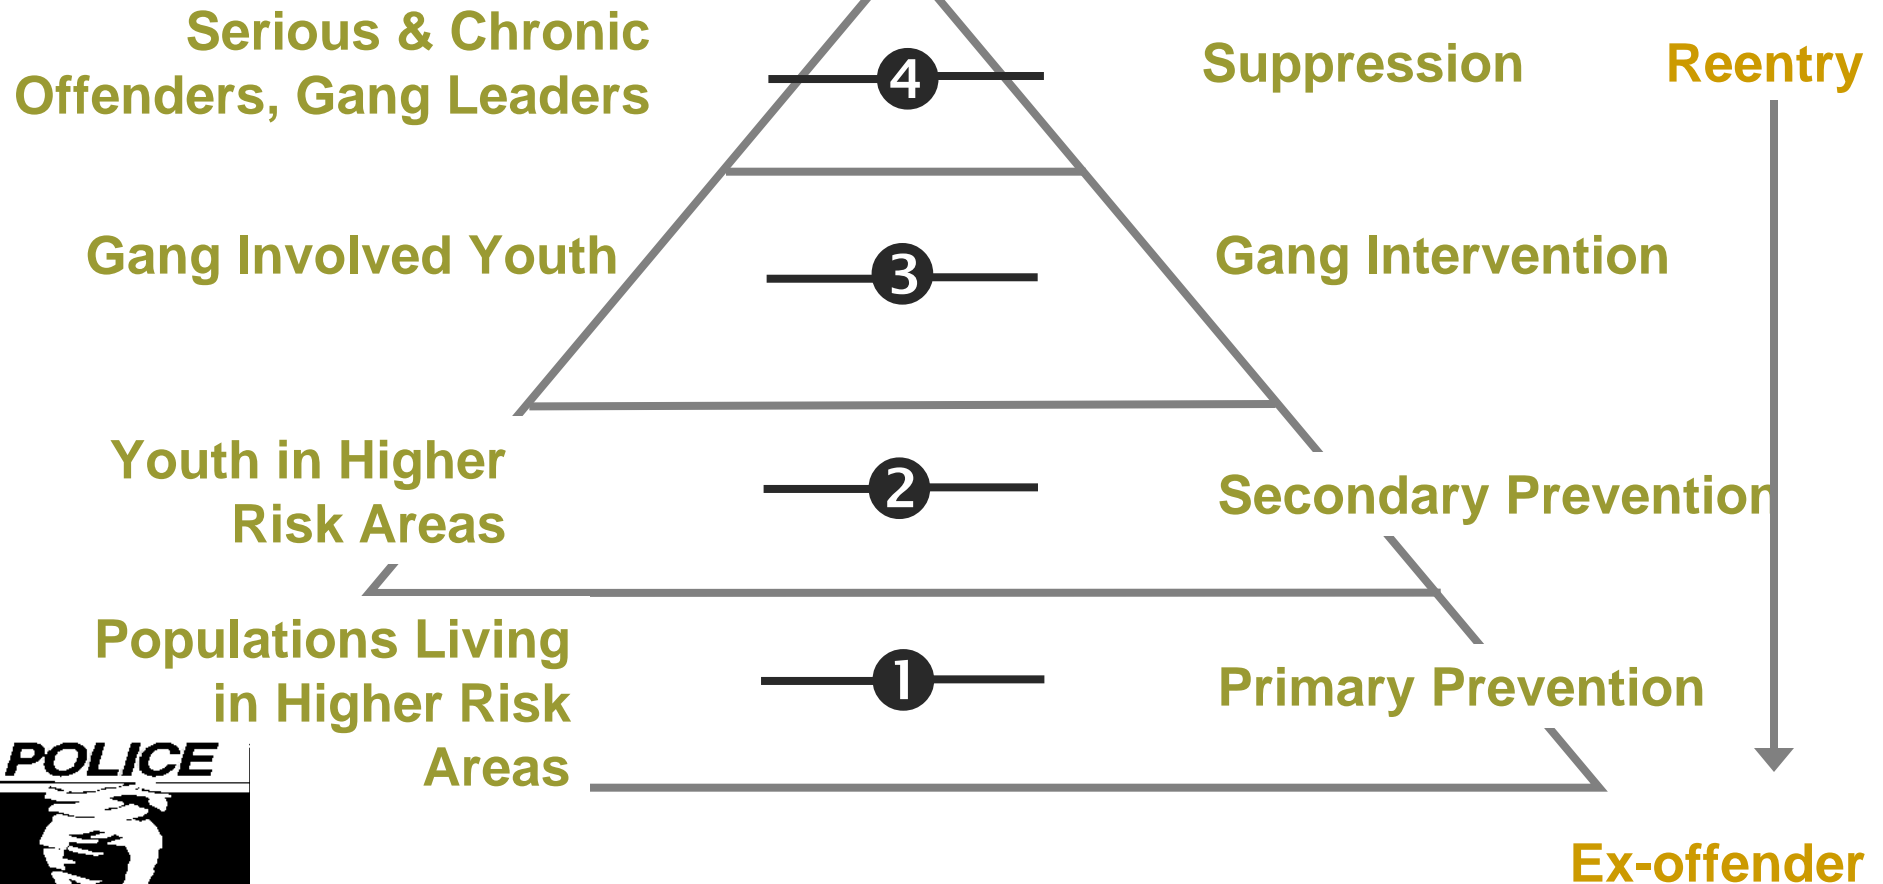 Serious & Chronic
Offenders, Gang Leaders
4
Suppression
Reentry
Gang Involved Youth
3
Gang Intervention
Youth in Higher
Risk Areas
2
Secondary Prevention
Populations Living
in Higher Risk
Areas
1
Primary Prevention
POLICE
Ex-offender